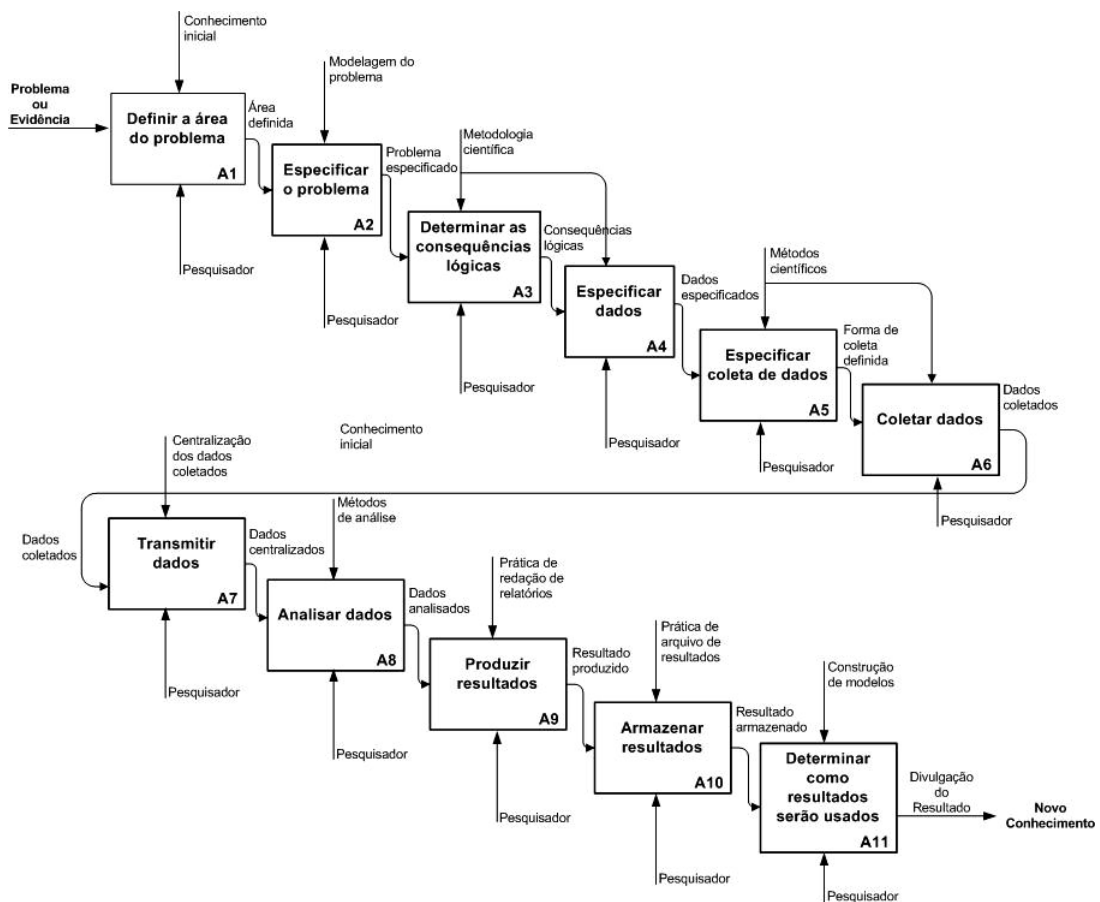 Conhecimento
inicial
Problema
ou
Evidência
Definir a área
do problema
A1
Área
definida
Pesquisador
Modelagem do
problema
Especificar
o problema
A2
Problema
especificado
Pesquisador
Metodologia
científica
Determinar as
consequências
lógicas
A3
Consequências
lógicas
Pesquisador
Especificar
dados
A4
Dados
especificados
Pesquisador
Métodos
científicos
Especificar
coleta de dados
A5
Forma de
coleta
definida
Pesquisador
Coletar dados
A6
Dados
coletados
Pesquisador
Conhecimento
inicial
Centralização
dos dados
coletados
Dados
coletados
Transmitir
dados
A7
Dados
centralizados
Pesquisador
Métodos
de análise
Analisar dados
A8
Dados
analisados
Pesquisador
Prática de
redação de
relatórios
Produzir
resultados
A9
Resultado
produzido
Pesquisador
Prática de
arquivo de
resultados
Armazenar
resultados
A10
Resultado
armazenado
Pesquisador
Construção
de modelos
Determinar
como
resultados
serão usados
A11
Divulgação
do
Resultado
Pesquisador
Novo
Conhecimento